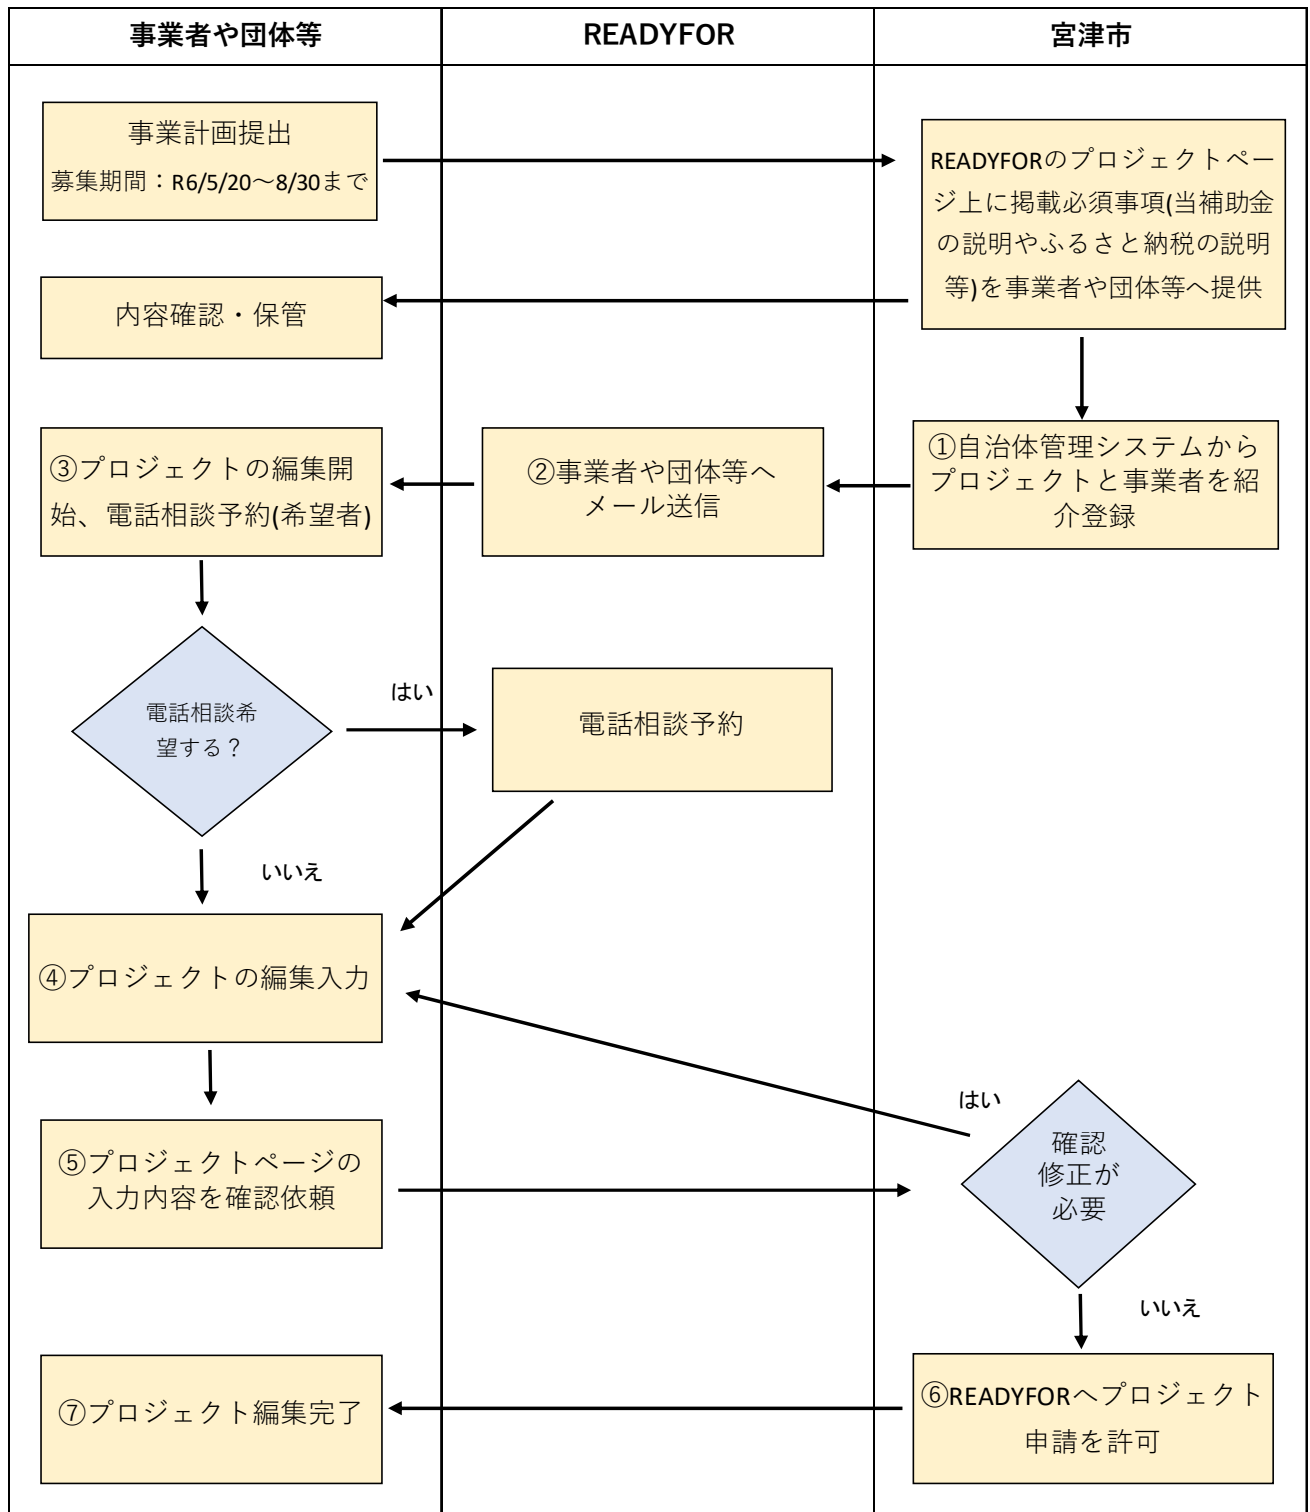 事業者や団体等
READYFOR
宮津市
事業計画提出
募集期間：R6/5/20～8/30まで
READYFORのプロジェクトペー
ジ上に掲載必須事項(当補助金
の説明やふるさと納税の説明
等)を事業者や団体等へ提供
内容確認・保管
①自治体管理システムから
プロジェクトと事業者を紹
介登録
②事業者や団体等へ
メール送信
③プロジェクトの編集開
始、電話相談予約(希望者)
電話相談希
望する？
はい
電話相談予約
いいえ
④プロジェクトの編集入力
⑤プロジェクトページの
入力内容を確認依頼
はい
確認
修正が
必要
いいえ
⑥READYFORへプロジェクト
申請を許可
⑦プロジェクト編集完了